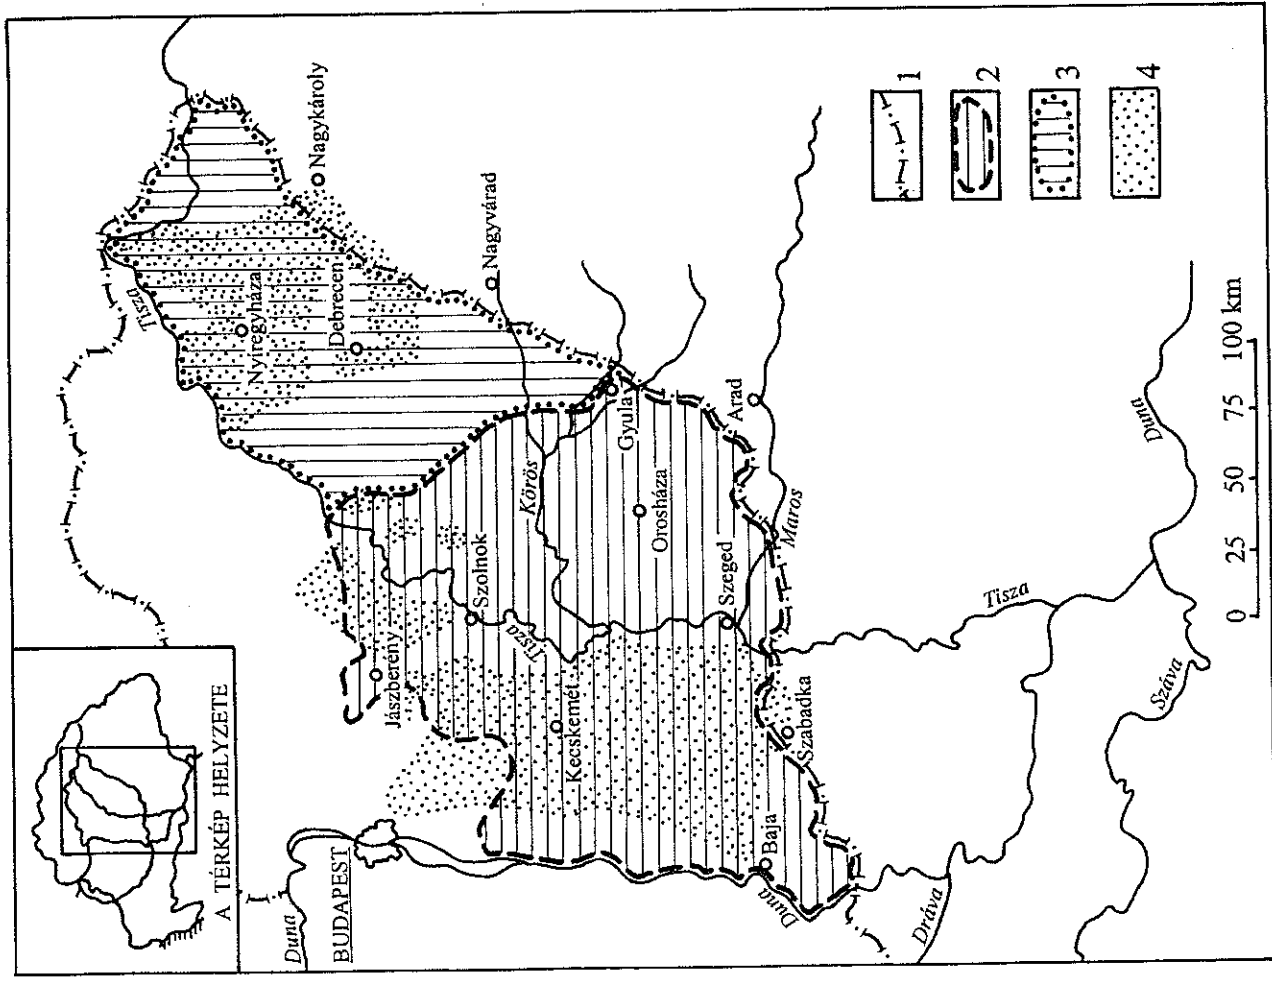 A TÉRKÉP HELYZETE
Duna
BUDAPEST
Tisza
Nyíregyháza
Nagykároly
Debrecen
Nagyvárad
Jászberény
Szolnok
Tisza
Körös
Kecskemét
Gyula
Orosháza
Arad
Szeged
Maros
Baja
Duna
Szabadka
Dráva
Tisza
Duna
Száva
1
2
3
4
0 25 50 75 100 km